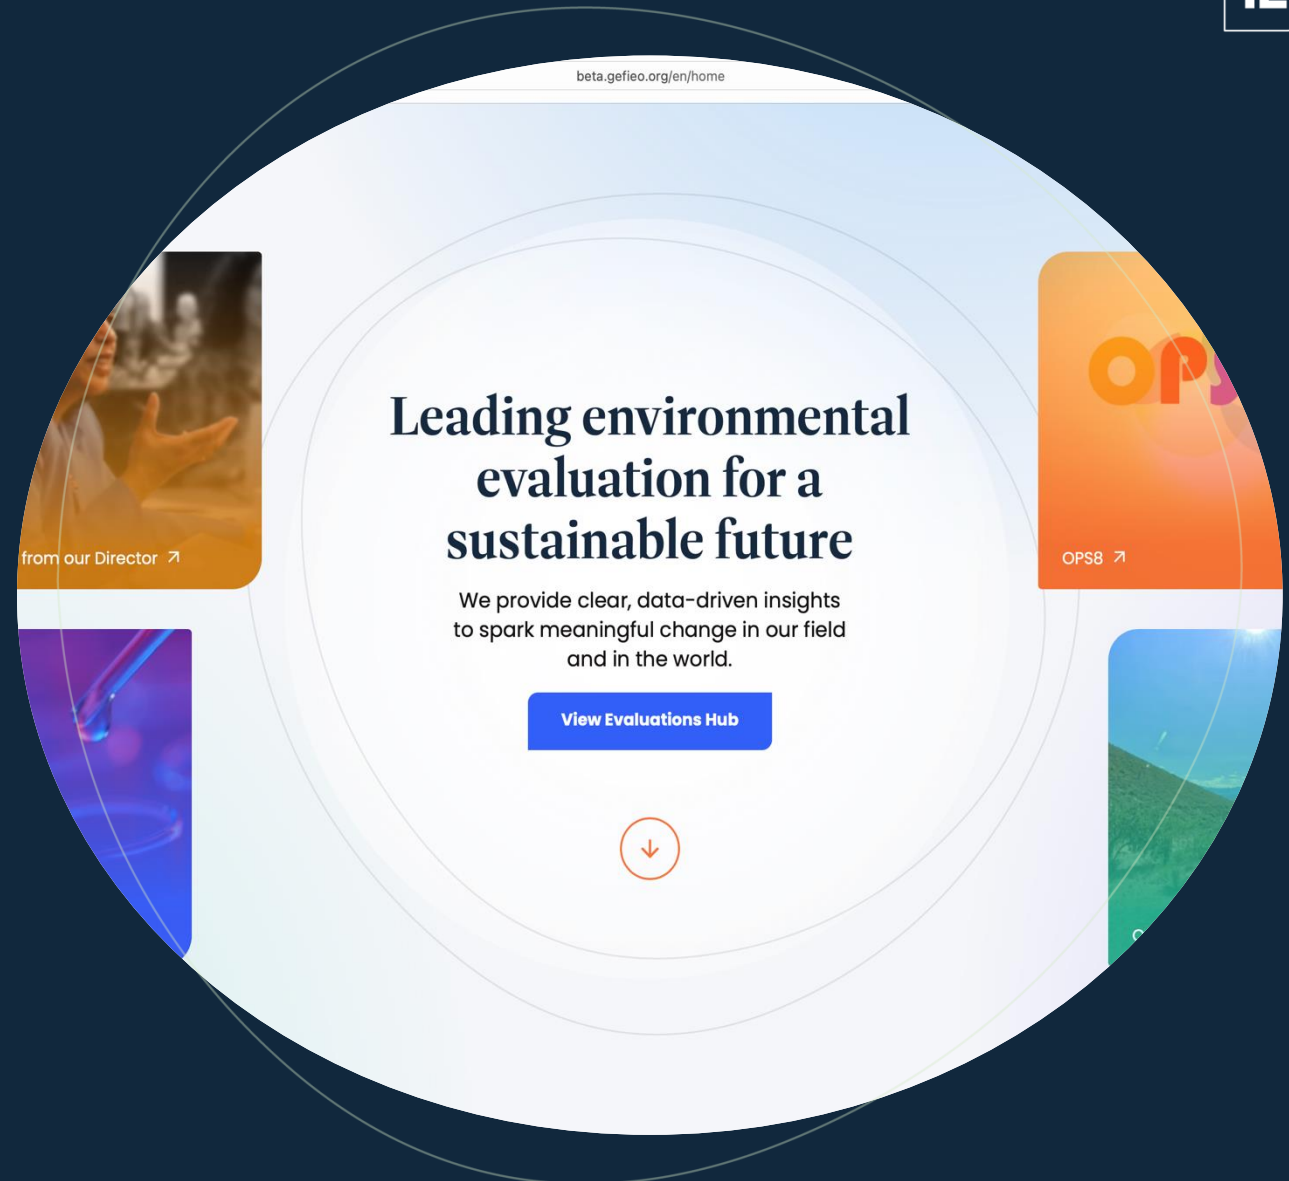 beta.gefieo.org/en/home
Leading environmental
evaluation for a
sustainable future
from our Director
OPS8
We provide clear, data-driven insights
to spark meaningful change in our field
and in the world.
View Evaluations Hub